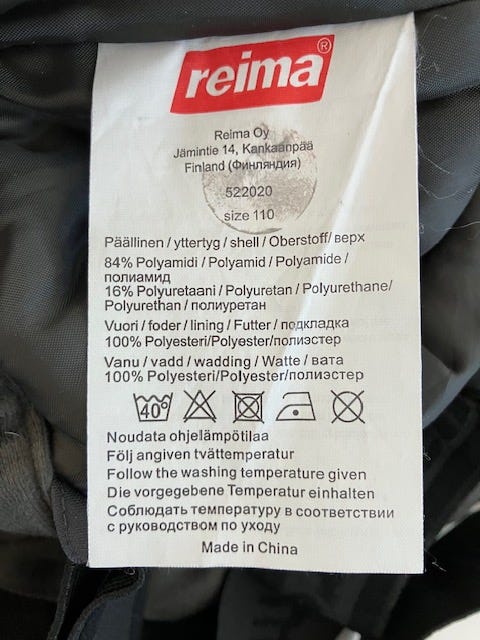 reima®
Reima Oy
Jämintie 14, Kankaanpää
Finland (Финляндия)
522020
size 110
Päällinen / yttertyg / shell / Oberstoff/ верх
84% Polyamidi / Polyamid / Polyamide /
полиамид
16% Polyuretaani / Polyuretan / Polyurethane/
Polyurethan / полиуретан
Vuori / foder / lining / Futter / подкладка
100% Polyesteri/Polyester/полиэстер
Vanu / vadd / wadding / Watte / вата
100% Polyesteri/Polyester/полиэстер
40°
Noudata ohjelämpötilaa
Följ angiven tvättemperatur
Follow the washing temperature given
Die vorgegebene Temperatur einhalten
Соблюдать температуру в соответствии
с руководством по уходу
Made in China